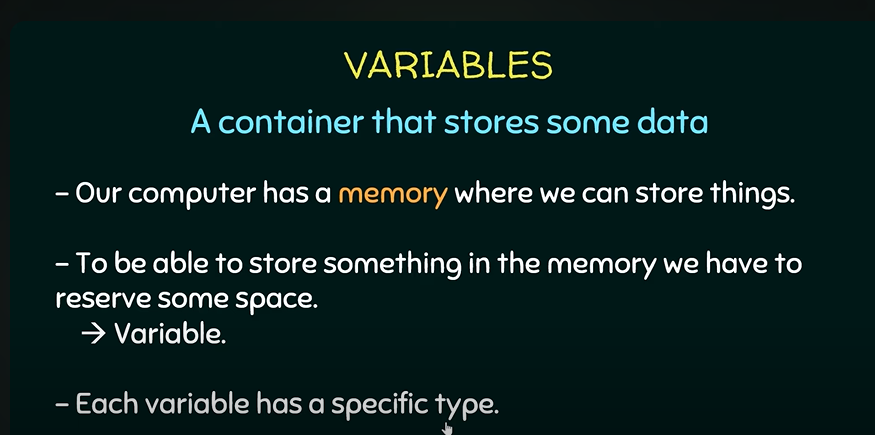 VARIABLES
A container that stores some data
– Our computer has a memory where we can store things.
– To be able to store something in the memory we have to
reserve some space.
→ Variable.
– Each variable has a specific type.